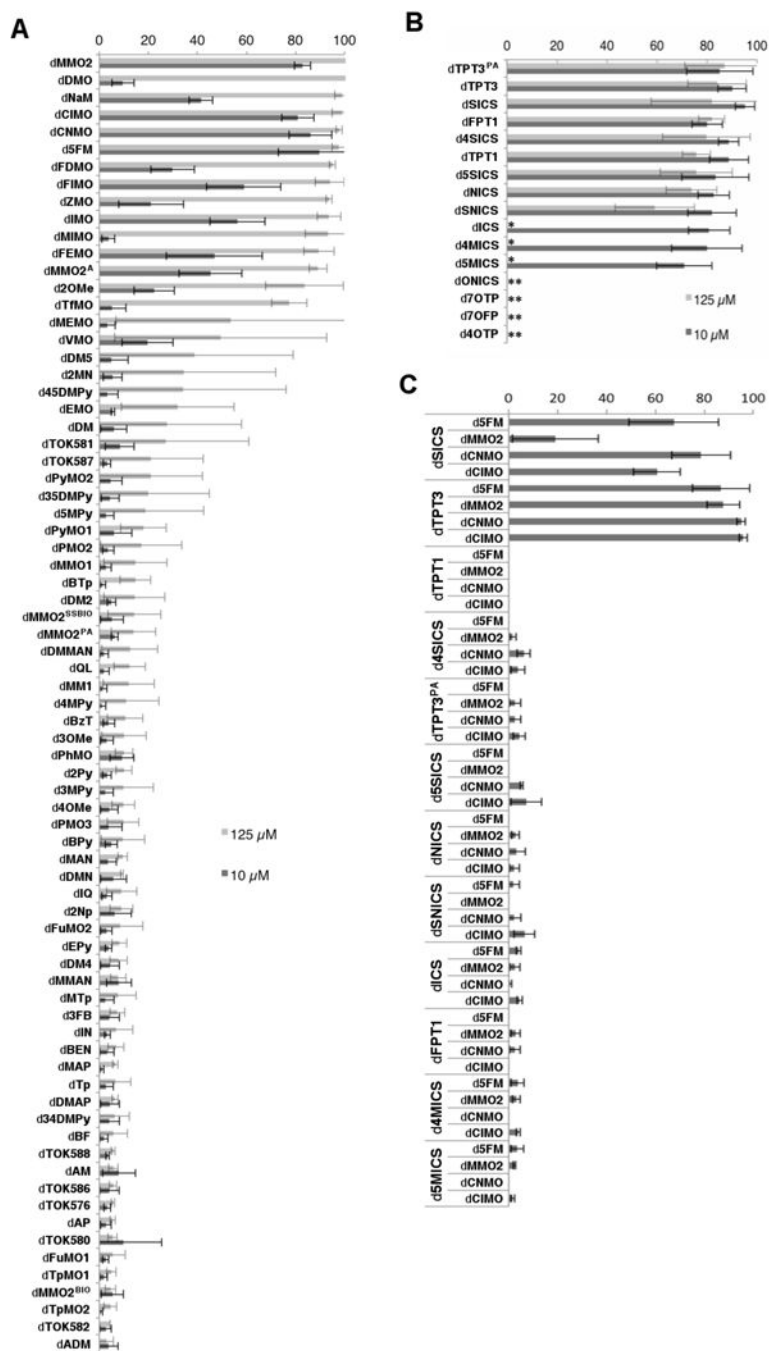 A
0 20 40 60 80 100
dMMO2
dDMO
dNaM
dClMO
dCNMO
d5FM
dFDMO
dFIMO
dZMO
dIMO
dMIMO
dFEMO
dMMO2A
d2OMe
dTfMO
dMEMO
dVMO
dDM5
d2MN
d45DMPy
dEMO
dDM
dTOK581
dTOK587
dPyMO2
d35DMPy
d5MPy
dPyMO1
dPMO2
dMMO1
dBTp
dDM2
dMMO2SSBIO
dMMO2PA
dDMMAN
dQL
dMM1
d4MPy
dBzT
d3OMe
dPhMO
d2Py
d3MPy
d4OMe
dPMO3
dBPy
dMAN
dDMN
dIQ
d2Np
dFuMO2
dEPy
dDM4
dMMAN
dMTp
d3FB
dIN
dBEN
dMAP
dTp
dDMAP
d34DMPy
dBF
dTOK588
dAM
dTOK586
dTOK576
dAP
dTOK580
dFuMO1
dTpMO1
dMMO2BIO
dTpMO2
dTOK582
dADM
125 µM
10 µM
B
0 20 40 60 80 100
dTPT3PA
dTPT3
dSICS
dFPT1
d4SICS
dTPT1
d5SICS
dNICS
dSNICS
dICS *
d4MICS *
d5MICS *
dONICS **
d7OTP **
d7OFP **
d4OTP **
125 µM
10 µM
C
0 20 40 60 80 100
dSICS
d5FM
dMMO2
dCNMO
dClMO
dTPT3
d5FM
dMMO2
dCNMO
dClMO
dTPT1
d5FM
dMMO2
dCNMO
dClMO
d4SICS
d5FM
dMMO2
dCNMO
dClMO
dTPT3PA
d5FM
dMMO2
dCNMO
dClMO
d5SICS
d5FM
dMMO2
dCNMO
dClMO
dNICS
d5FM
dMMO2
dCNMO
dClMO
dSNICS
d5FM
dMMO2
dCNMO
dClMO
dICS
d5FM
dMMO2
dCNMO
dClMO
dFPT1
d5FM
dMMO2
dCNMO
dClMO
d4MICS
d5FM
dMMO2
dCNMO
dClMO
d5MICS
d5FM
dMMO2
dCNMO
dClMO